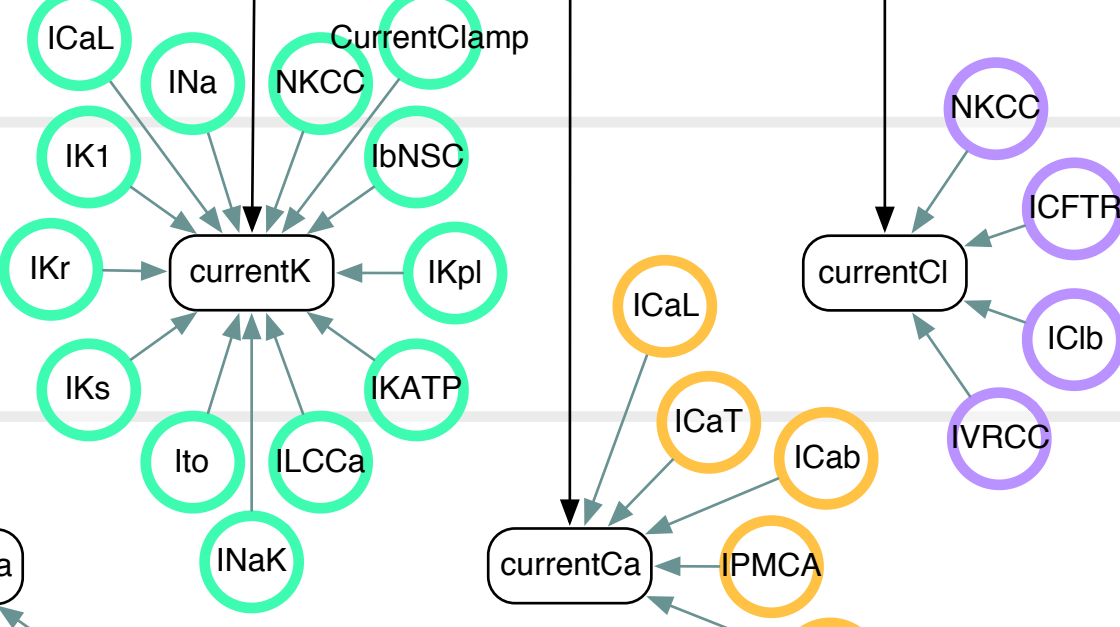 ICaL
CurrentClamp
INa
NKCC
NKCC
IK1
IbNSC
ICFTR
IKr
currentK
IKpl
currentCl
ICaL
IClb
IKs
IKATP
ICaT
IVRCC
Ito
ILCCa
ICab
INaK
a
currentCa
IPMCA